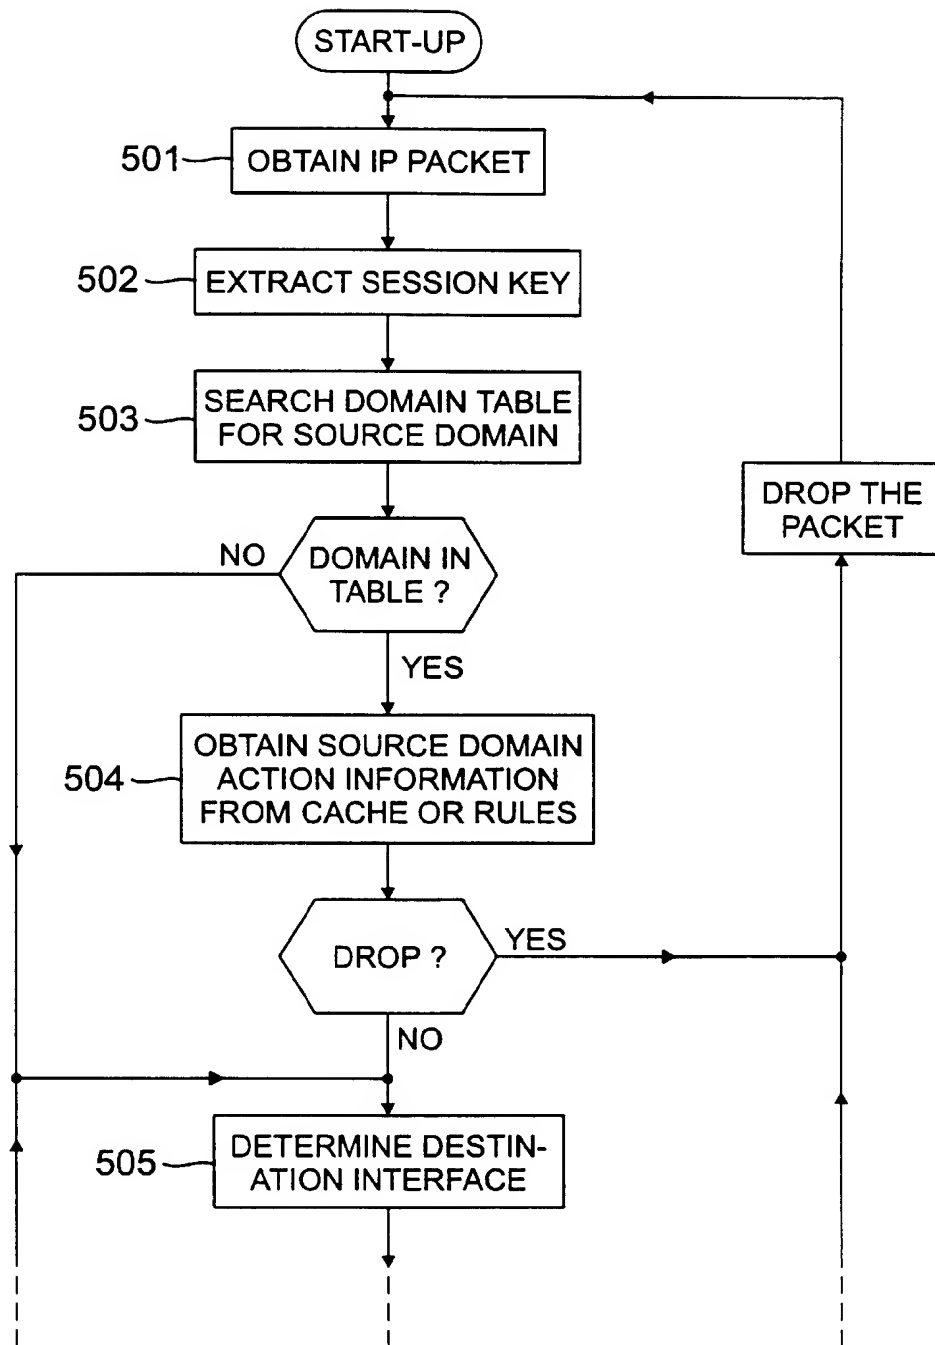 START-UP
501
OBTAIN IP PACKET
502
EXTRACT SESSION KEY
503
SEARCH DOMAIN TABLE
FOR SOURCE DOMAIN
DROP THE
PACKET
NO
DOMAIN IN
TABLE ?
YES
504
OBTAIN SOURCE DOMAIN
ACTION INFORMATION
FROM CACHE OR RULES
DROP ?
YES
NO
505
DETERMINE DESTIN-
ATION INTERFACE